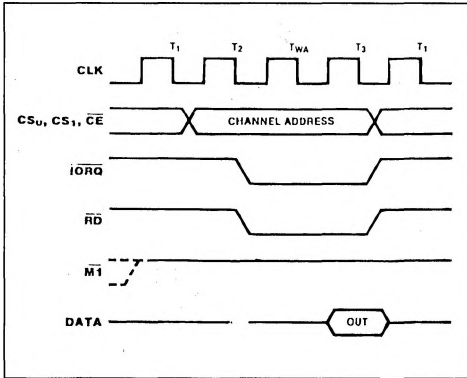 T1 T2 TWA T3 T1
CLK
CS0, CS1, CE CHANNEL ADDRESS
IORQ
RD
M1
DATA OUT